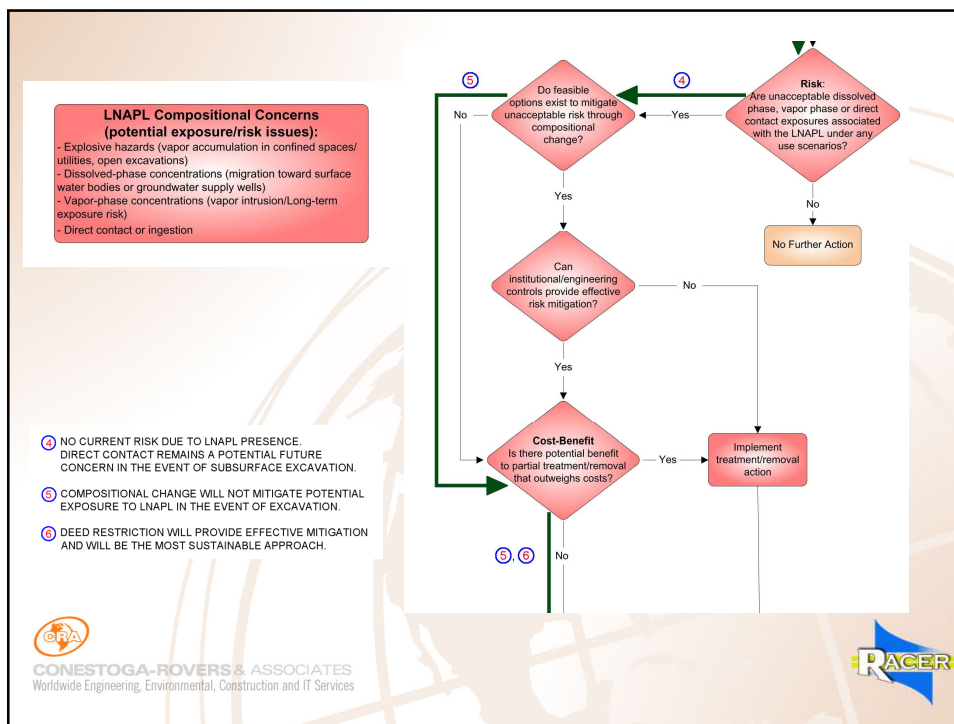 LNAPL Compositional Concerns
(potential exposure/risk issues):
- Explosive hazards (vapor accumulation in confined spaces/
utilities, open excavations)
- Dissolved-phase concentrations (migration toward surface
water bodies or groundwater supply wells)
- Vapor-phase concentrations (vapor intrusion/Long-term
exposure risk)
- Direct contact or ingestion
5
Do feasible
options exist to mitigate
unacceptable risk through
compositional
change?
4
No
Yes
Risk:
Are unacceptable dissolved
phase, vapor phase or direct
contact exposures associated
with the LNAPL under any
use scenarios?
No
No Further Action
Yes
Can
institutional/engineering
controls provide effective
risk mitigation?
No
Yes
Cost-Benefit
Is there potential benefit
to partial treatment/removal
that outweighs costs?
Yes
Implement
treatment/removal
action
5, 6
No
4 NO CURRENT RISK DUE TO LNAPL PRESENCE.
DIRECT CONTACT REMAINS A POTENTIAL FUTURE
CONCERN IN THE EVENT OF SUBSURFACE EXCAVATION.
5 COMPOSITIONAL CHANGE WILL NOT MITIGATE POTENTIAL
EXPOSURE TO LNAPL IN THE EVENT OF EXCAVATION.
6 DEED RESTRICTION WILL PROVIDE EFFECTIVE MITIGATION
AND WILL BE THE MOST SUSTAINABLE APPROACH.
CRA
CONESTOGA-ROVERS & ASSOCIATES
Worldwide Engineering, Environmental, Construction and IT Services
RACER